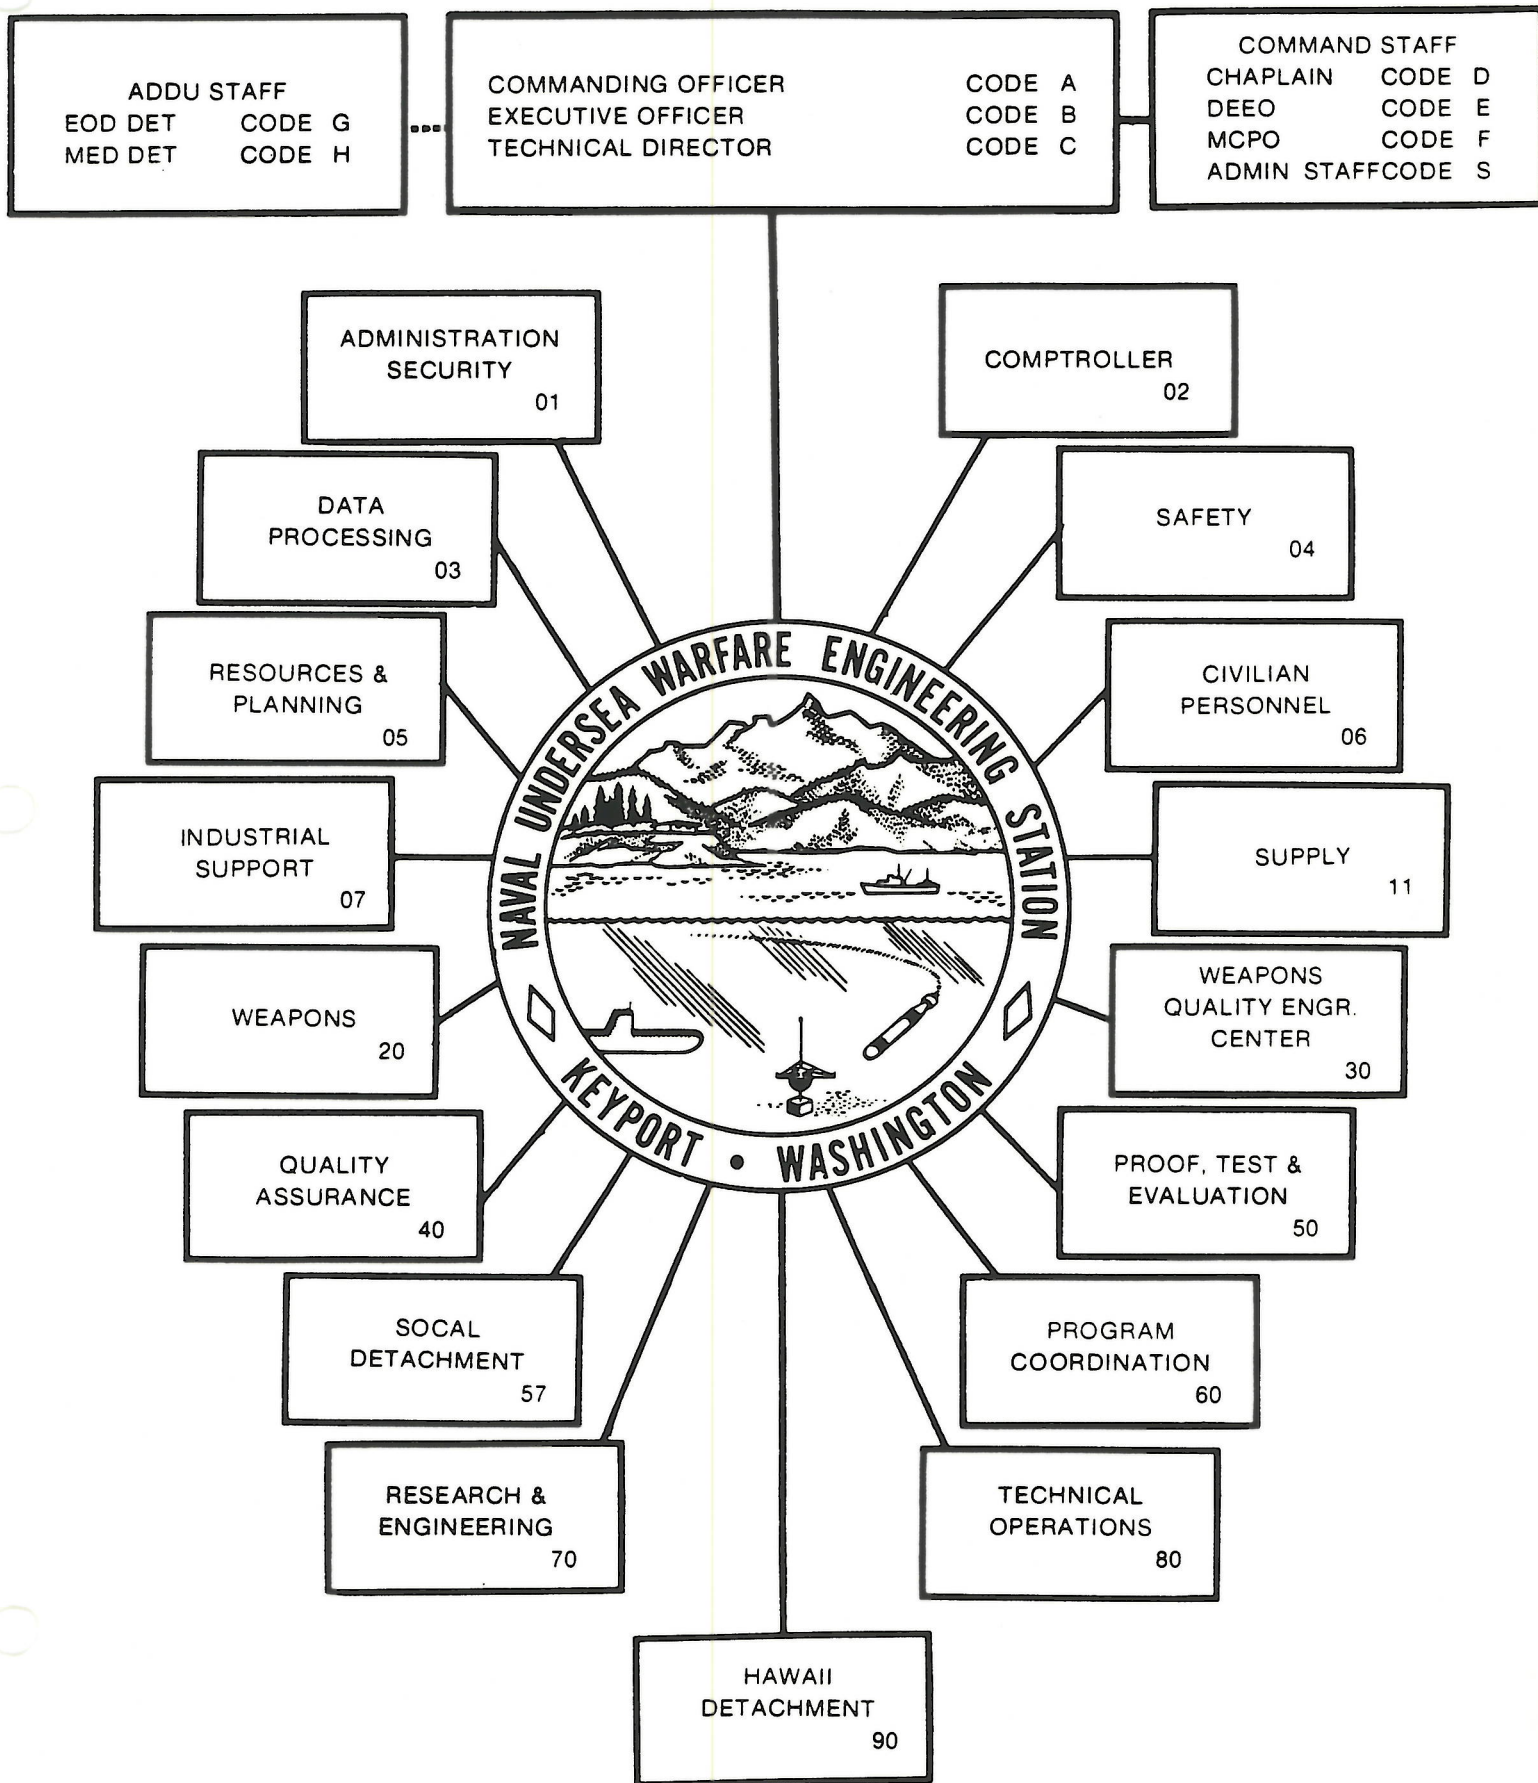 ADDU STAFF
EOD DET CODE G
MED DET CODE H
COMMANDING OFFICER CODE A
EXECUTIVE OFFICER CODE B
TECHNICAL DIRECTOR CODE C
COMMAND STAFF
CHAPLAIN CODE D
DEEO CODE E
MCPO CODE F
ADMIN STAFFCODE S
ADMINISTRATION
SECURITY
01
COMPTROLLER
02
DATA
PROCESSING
03
SAFETY
04
RESOURCES &
PLANNING
05
CIVILIAN
PERSONNEL
06
INDUSTRIAL
SUPPORT
07
SUPPLY
11
NAVAL UNDERSEA WARFARE ENGINEERING STATION
KEYPORT • WASHINGTON
WEAPONS
20
WEAPONS
QUALITY ENGR.
CENTER
30
QUALITY
ASSURANCE
40
PROOF, TEST &
EVALUATION
50
SOCAL
DETACHMENT
57
PROGRAM
COORDINATION
60
RESEARCH &
ENGINEERING
70
TECHNICAL
OPERATIONS
80
HAWAII
DETACHMENT
90